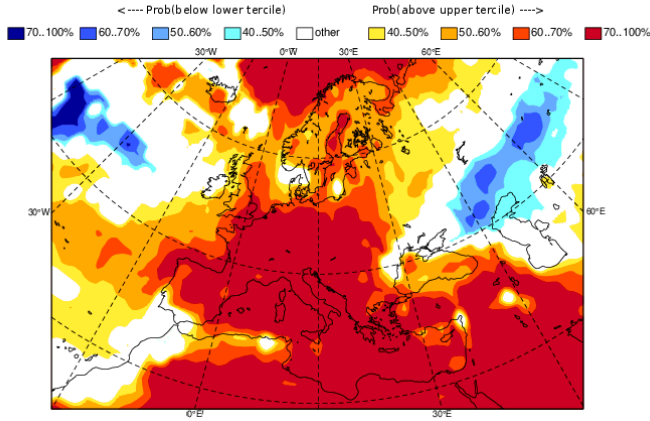 <---- Prob(below lower tercile) Prob(above upper tercile) ---->
70..100% 60..70% 50..60% 40..50% other 40..50% 50..60% 60..70% 70..100%
30°W 0°W 30°E 60°E
30°W 60°E
0°E 30°E